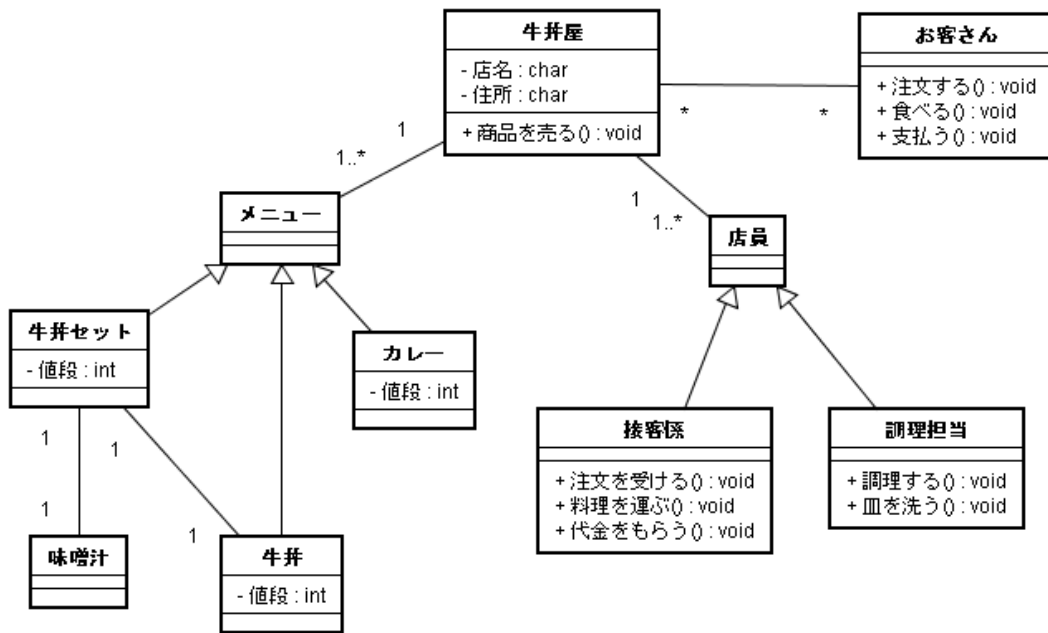 牛丼屋
- 店名 : char
- 住所 : char
+ 商品を売る() : void
お客さん
+ 注文する() : void
+ 食べる() : void
+ 支払う() : void
1
1..*
*
*
1
1..*
メニュー
店員
牛丼セット
- 値段 : int
カレー
- 値段 : int
1
1
1
1
味噌汁
牛丼
- 値段 : int
接客係
+ 注文を受ける() : void
+ 料理を運ぶ() : void
+ 代金をもらう() : void
調理担当
+ 調理する() : void
+ 皿を洗う() : void